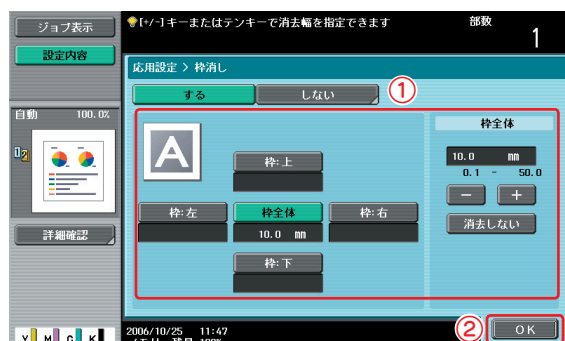 ジョブ表示
設定内容
[+/-]キーまたはテンキーで消去幅を指定できます
部数
1
応用設定 > 枠消し
する
しない
①
自動 100.0%
1 2
A
枠:上
枠:左
枠全体
枠:右
10.0 mm
枠:下
枠全体
10.0 mm
0.1 - 50.0
− +
消去しない
詳細確認
Y M C K
2006/10/25 11:47
②
OK